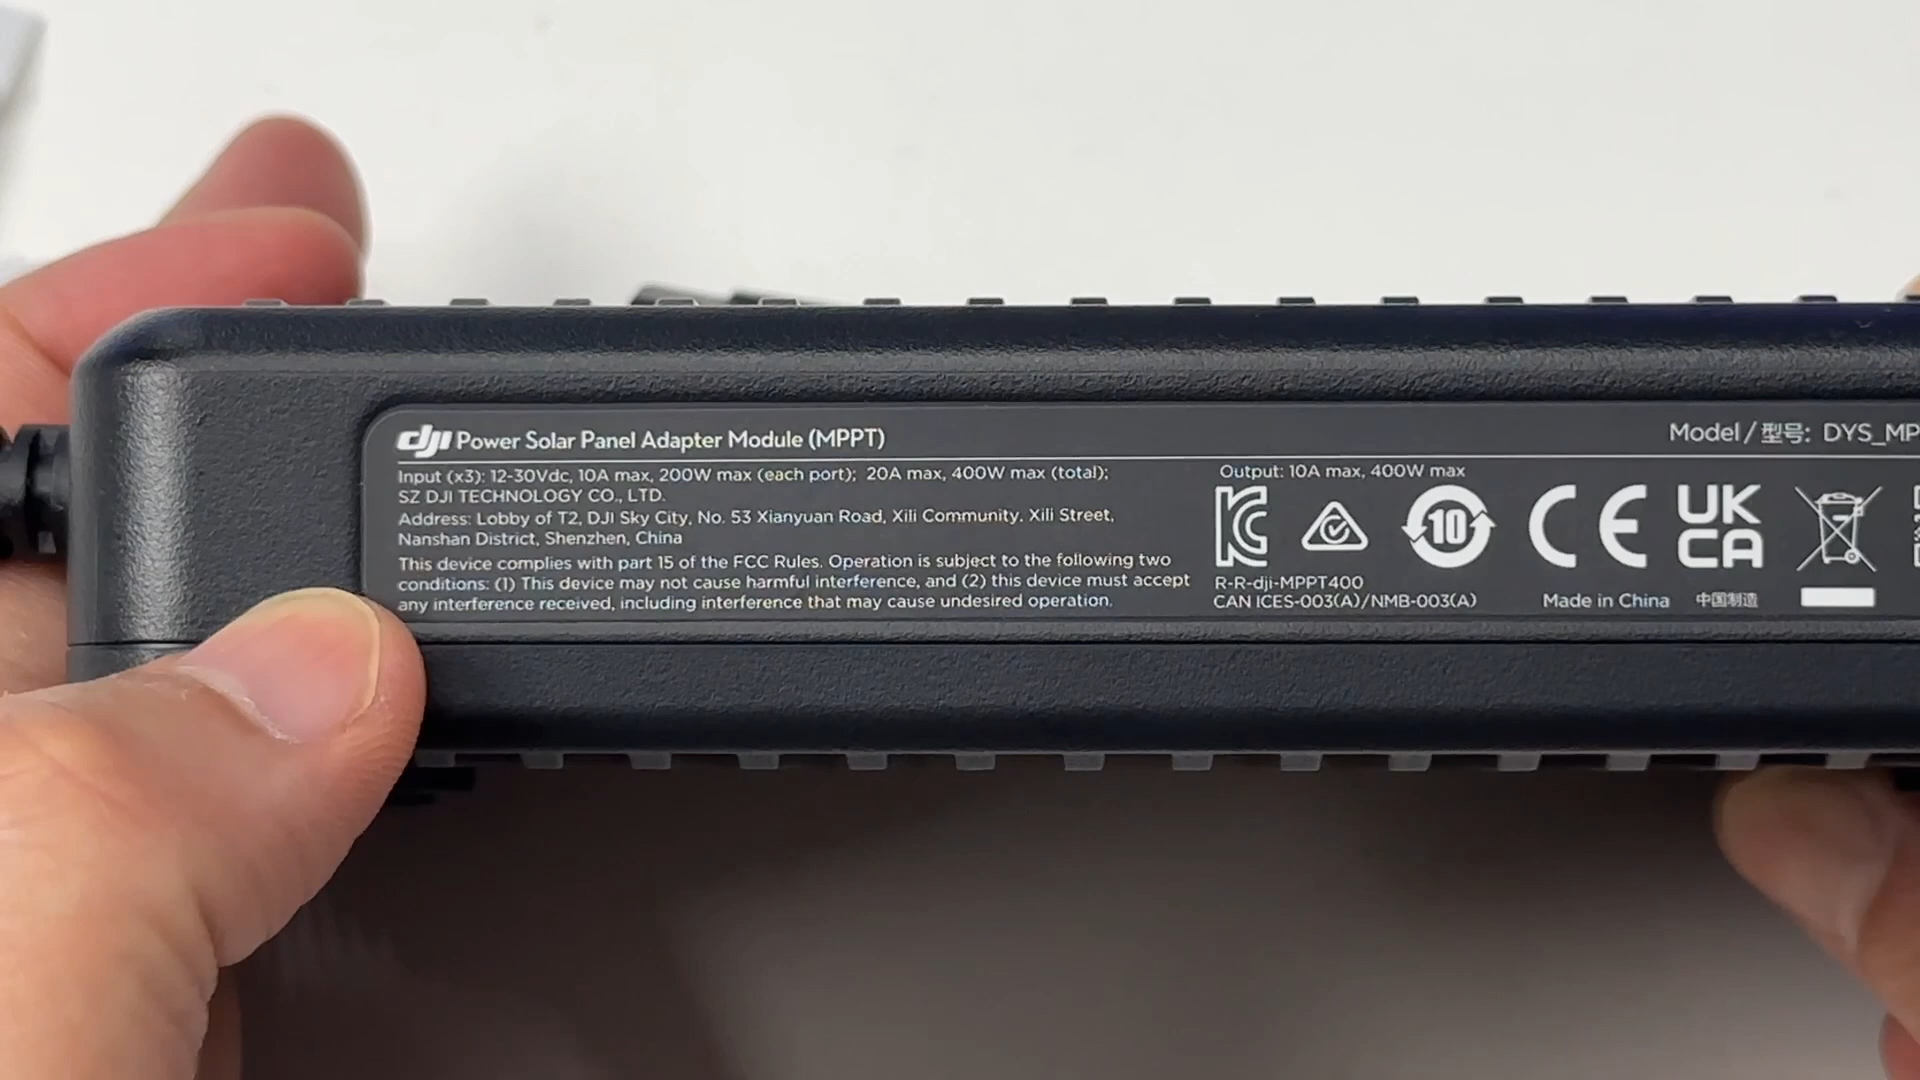 dji Power Solar Panel Adapter Module (MPPT)
Model / 型号: DYS_MP
Input (x3): 12-30Vdc, 10A max, 200W max (each port); 20A max, 400W max (total);
Output: 10A max, 400W max
SZ DJI TECHNOLOGY CO., LTD.
Address: Lobby of T2, DJI Sky City, No. 53 Xianyuan Road, Xili Community. Xili Street,
Nanshan District, Shenzhen, China
This device complies with part 15 of the FCC Rules. Operation is subject to the following two
conditions: (1) This device may not cause harmful interference, and (2) this device must accept
any interference received, including interference that may cause undesired operation.
10
CE
UK
CA
R-R-dji-MPPT400
CAN ICES-003(A)/NMB-003(A)
Made in China 中国制造